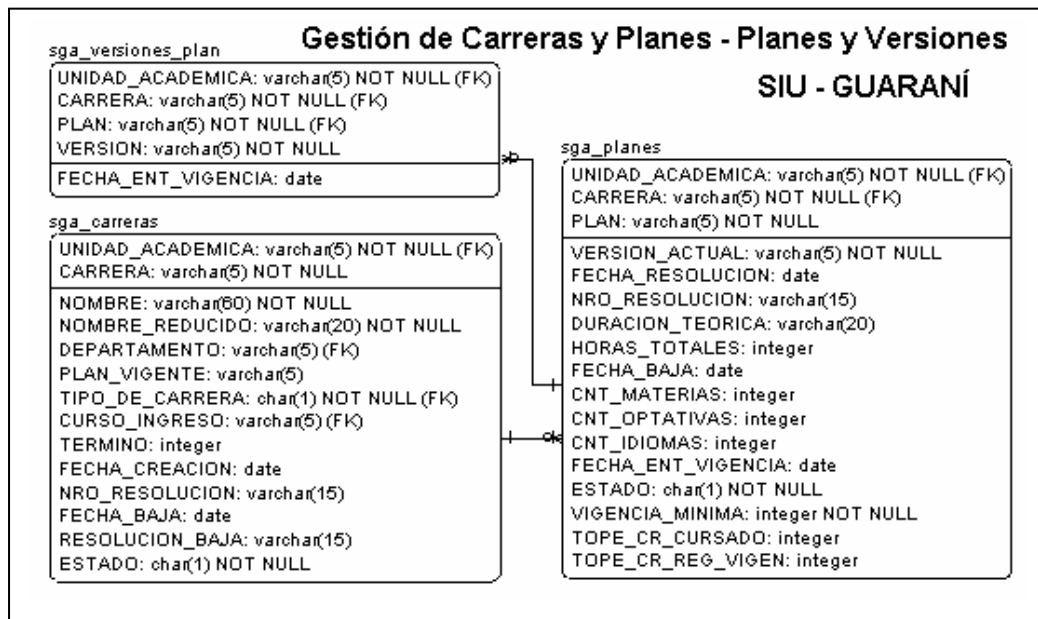 Gestión de Carreras y Planes - Planes y Versiones
SIU - GUARANÍ
sga_versiones_plan
UNIDAD_ACADEMICA: varchar(5) NOT NULL (FK)
CARRERA: varchar(5) NOT NULL (FK)
PLAN: varchar(5) NOT NULL (FK)
VERSION: varchar(5) NOT NULL
FECHA_ENT_VIGENCIA: date
sga_carreras
UNIDAD_ACADEMICA: varchar(5) NOT NULL (FK)
CARRERA: varchar(5) NOT NULL
NOMBRE: varchar(60) NOT NULL
NOMBRE_REDUCIDO: varchar(20) NOT NULL
DEPARTAMENTO: varchar(5) (FK)
PLAN_VIGENTE: varchar(5)
TIPO_DE_CARRERA: char(1) NOT NULL (FK)
CURSO_INGRESO: varchar(5) (FK)
TERMINO: integer
FECHA_CREACION: date
NRO_RESOLUCION: varchar(15)
FECHA_BAJA: date
RESOLUCION_BAJA: varchar(15)
ESTADO: char(1) NOT NULL
sga_planes
UNIDAD_ACADEMICA: varchar(5) NOT NULL (FK)
CARRERA: varchar(5) NOT NULL (FK)
PLAN: varchar(5) NOT NULL
VERSION_ACTUAL: varchar(5) NOT NULL
FECHA_RESOLUCION: date
NRO_RESOLUCION: varchar(15)
DURACION_TEORICA: varchar(20)
HORAS_TOTALES: integer
FECHA_BAJA: date
CNT_MATERIAS: integer
CNT_OPTATIVAS: integer
CNT_IDIOMAS: integer
FECHA_ENT_VIGENCIA: date
ESTADO: char(1) NOT NULL
VIGENCIA_MINIMA: integer NOT NULL
TOPE_CR_CURSADO: integer
TOPE_CR_REG_VIGEN: integer